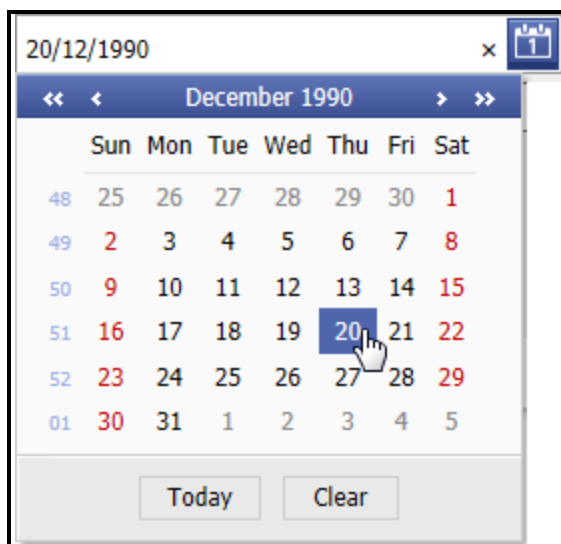 20/12/1990 × 1
« ‹ December 1990 › »
Sun Mon Tue Wed Thu Fri Sat
48 25 26 27 28 29 30 1
49 2 3 4 5 6 7 8
50 9 10 11 12 13 14 15
51 16 17 18 19 20 21 22
52 23 24 25 26 27 28 29
01 30 31 1 2 3 4 5
Today Clear